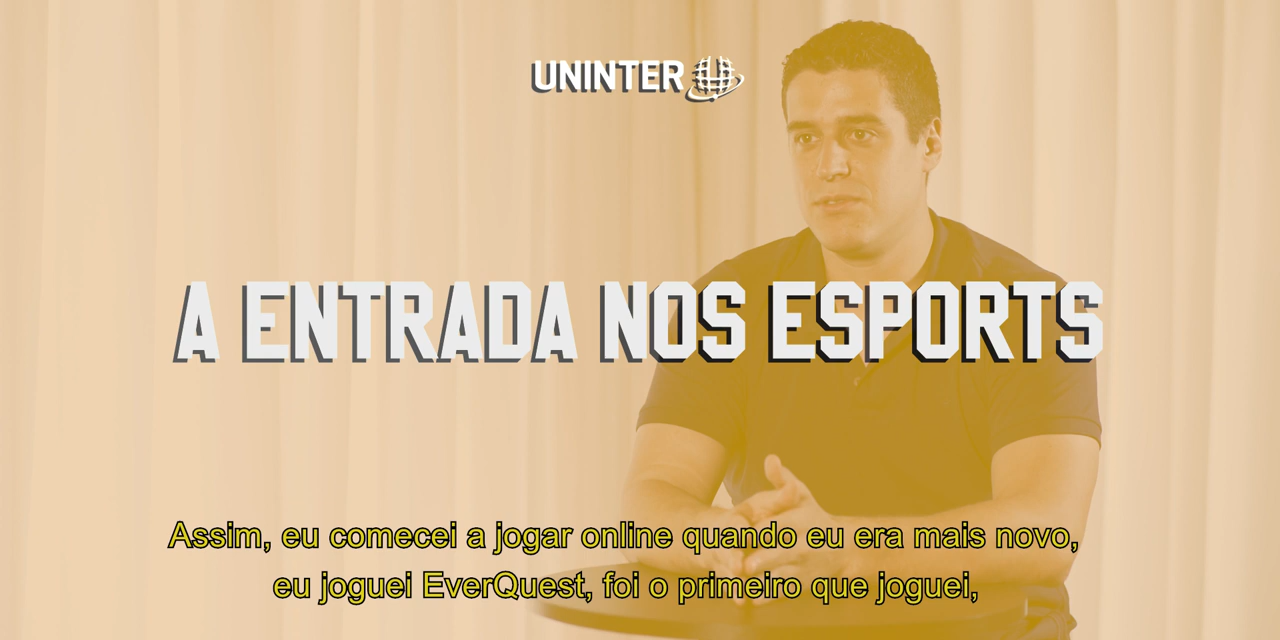 UNINTER
A ENTRADA NOS ESPORTS
Assim, eu comecei a jogar online quando eu era mais novo,
eu joguei EverQuest, foi o primeiro que joguei,